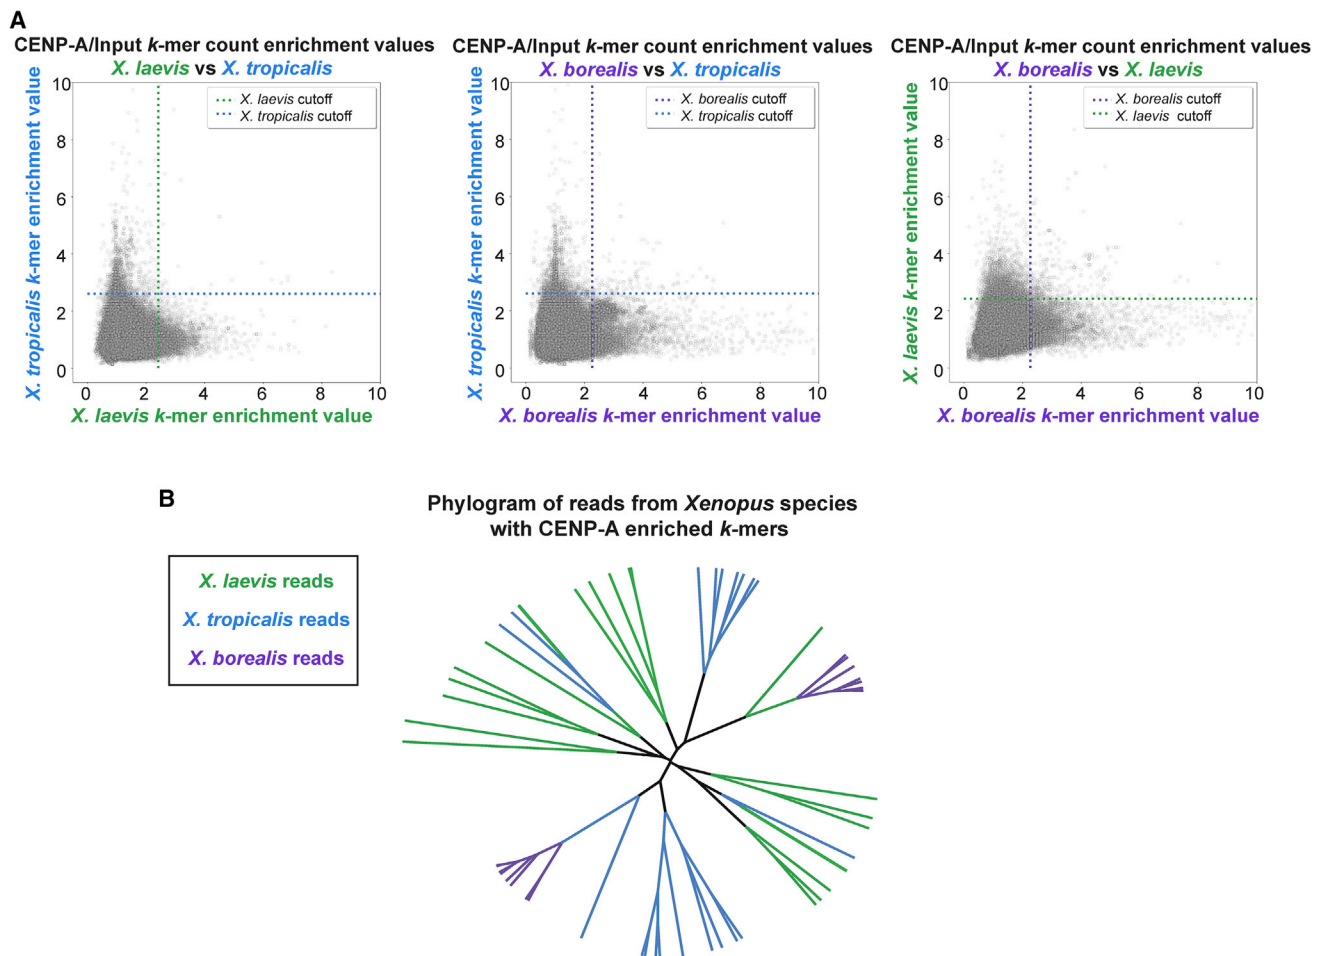 A
CENP-A/Input k-mer count enrichment values
X. laevis vs X. tropicalis
X. tropicalis k-mer enrichment value
10
8
6
4
2
0
X. laevis cutoff
X. tropicalis cutoff
0 2 4 6 8 10
X. laevis k-mer enrichment value
CENP-A/Input k-mer count enrichment values
X. borealis vs X. tropicalis
X. tropicalis k-mer enrichment value
10
8
6
4
2
0
X. borealis cutoff
X. tropicalis cutoff
0 2 4 6 8 10
X. borealis k-mer enrichment value
CENP-A/Input k-mer count enrichment values
X. borealis vs X. laevis
X. laevis k-mer enrichment value
10
8
6
4
2
0
X. borealis cutoff
X. laevis cutoff
0 2 4 6 8 10
X. borealis k-mer enrichment value
B
Phylogram of reads from Xenopus species
with CENP-A enriched k-mers
X. laevis reads
X. tropicalis reads
X. borealis reads